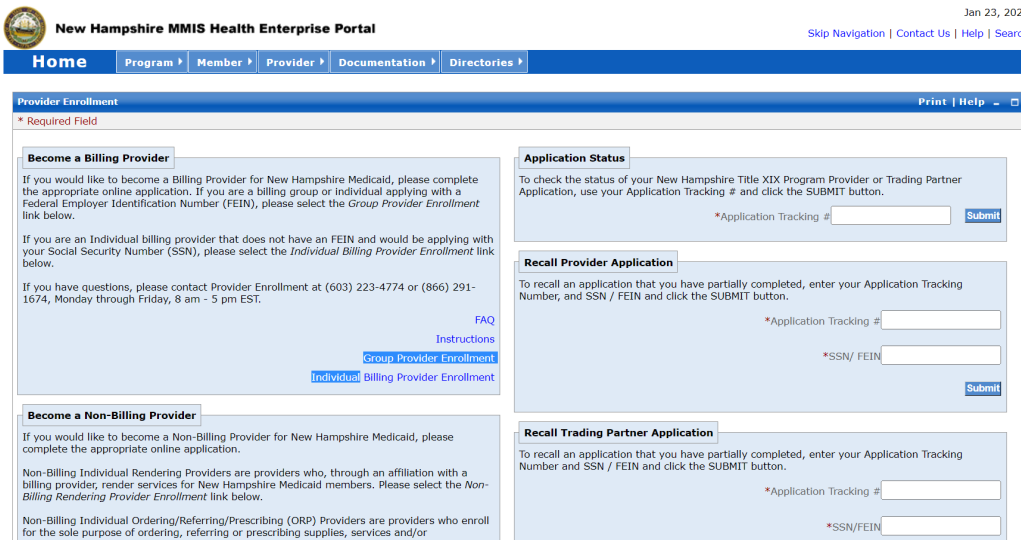 New Hampshire MMIS Health Enterprise Portal
Jan 23, 202
Skip Navigation | Contact Us | Help | Searc
Home
Program
Member
Provider
Documentation
Directories
Provider Enrollment
Print | Help
* Required Field
Become a Billing Provider
If you would like to become a Billing Provider for New Hampshire Medicaid, please complete
the appropriate online application. If you are a billing group or individual applying with a
Federal Employer Identification Number (FEIN), please select the Group Provider Enrollment
link below.
If you are an Individual billing provider that does not have an FEIN and would be applying with
your Social Security Number (SSN), please select the Individual Billing Provider Enrollment link
below.
If you have questions, please contact Provider Enrollment at (603) 223-4774 or (866) 291-
1674, Monday through Friday, 8 am - 5 pm EST.
FAQ
Instructions
Group Provider Enrollment
Individual Billing Provider Enrollment
Become a Non-Billing Provider
If you would like to become a Non-Billing Provider for New Hampshire Medicaid, please
complete the appropriate online application.
Non-Billing Individual Rendering Providers are providers who, through an affiliation with a
billing provider, render services for New Hampshire Medicaid members. Please select the Non-
Billing Rendering Provider Enrollment link below.
Non-Billing Individual Ordering/Referring/Prescribing (ORP) Providers are providers who enroll
for the sole purpose of ordering, referring or prescribing supplies, services and/or
Application Status
To check the status of your New Hampshire Title XIX Program Provider or Trading Partner
Application, use your Application Tracking # and click the SUBMIT button.
*Application Tracking #
Submit
Recall Provider Application
To recall an application that you have partially completed, enter your Application Tracking
Number, and SSN / FEIN and click the SUBMIT button.
*Application Tracking #
*SSN/ FEIN
Submit
Recall Trading Partner Application
To recall an application that you have partially completed, enter your Application Tracking
Number and SSN / FEIN and click the SUBMIT button.
*Application Tracking #
*SSN/FEIN